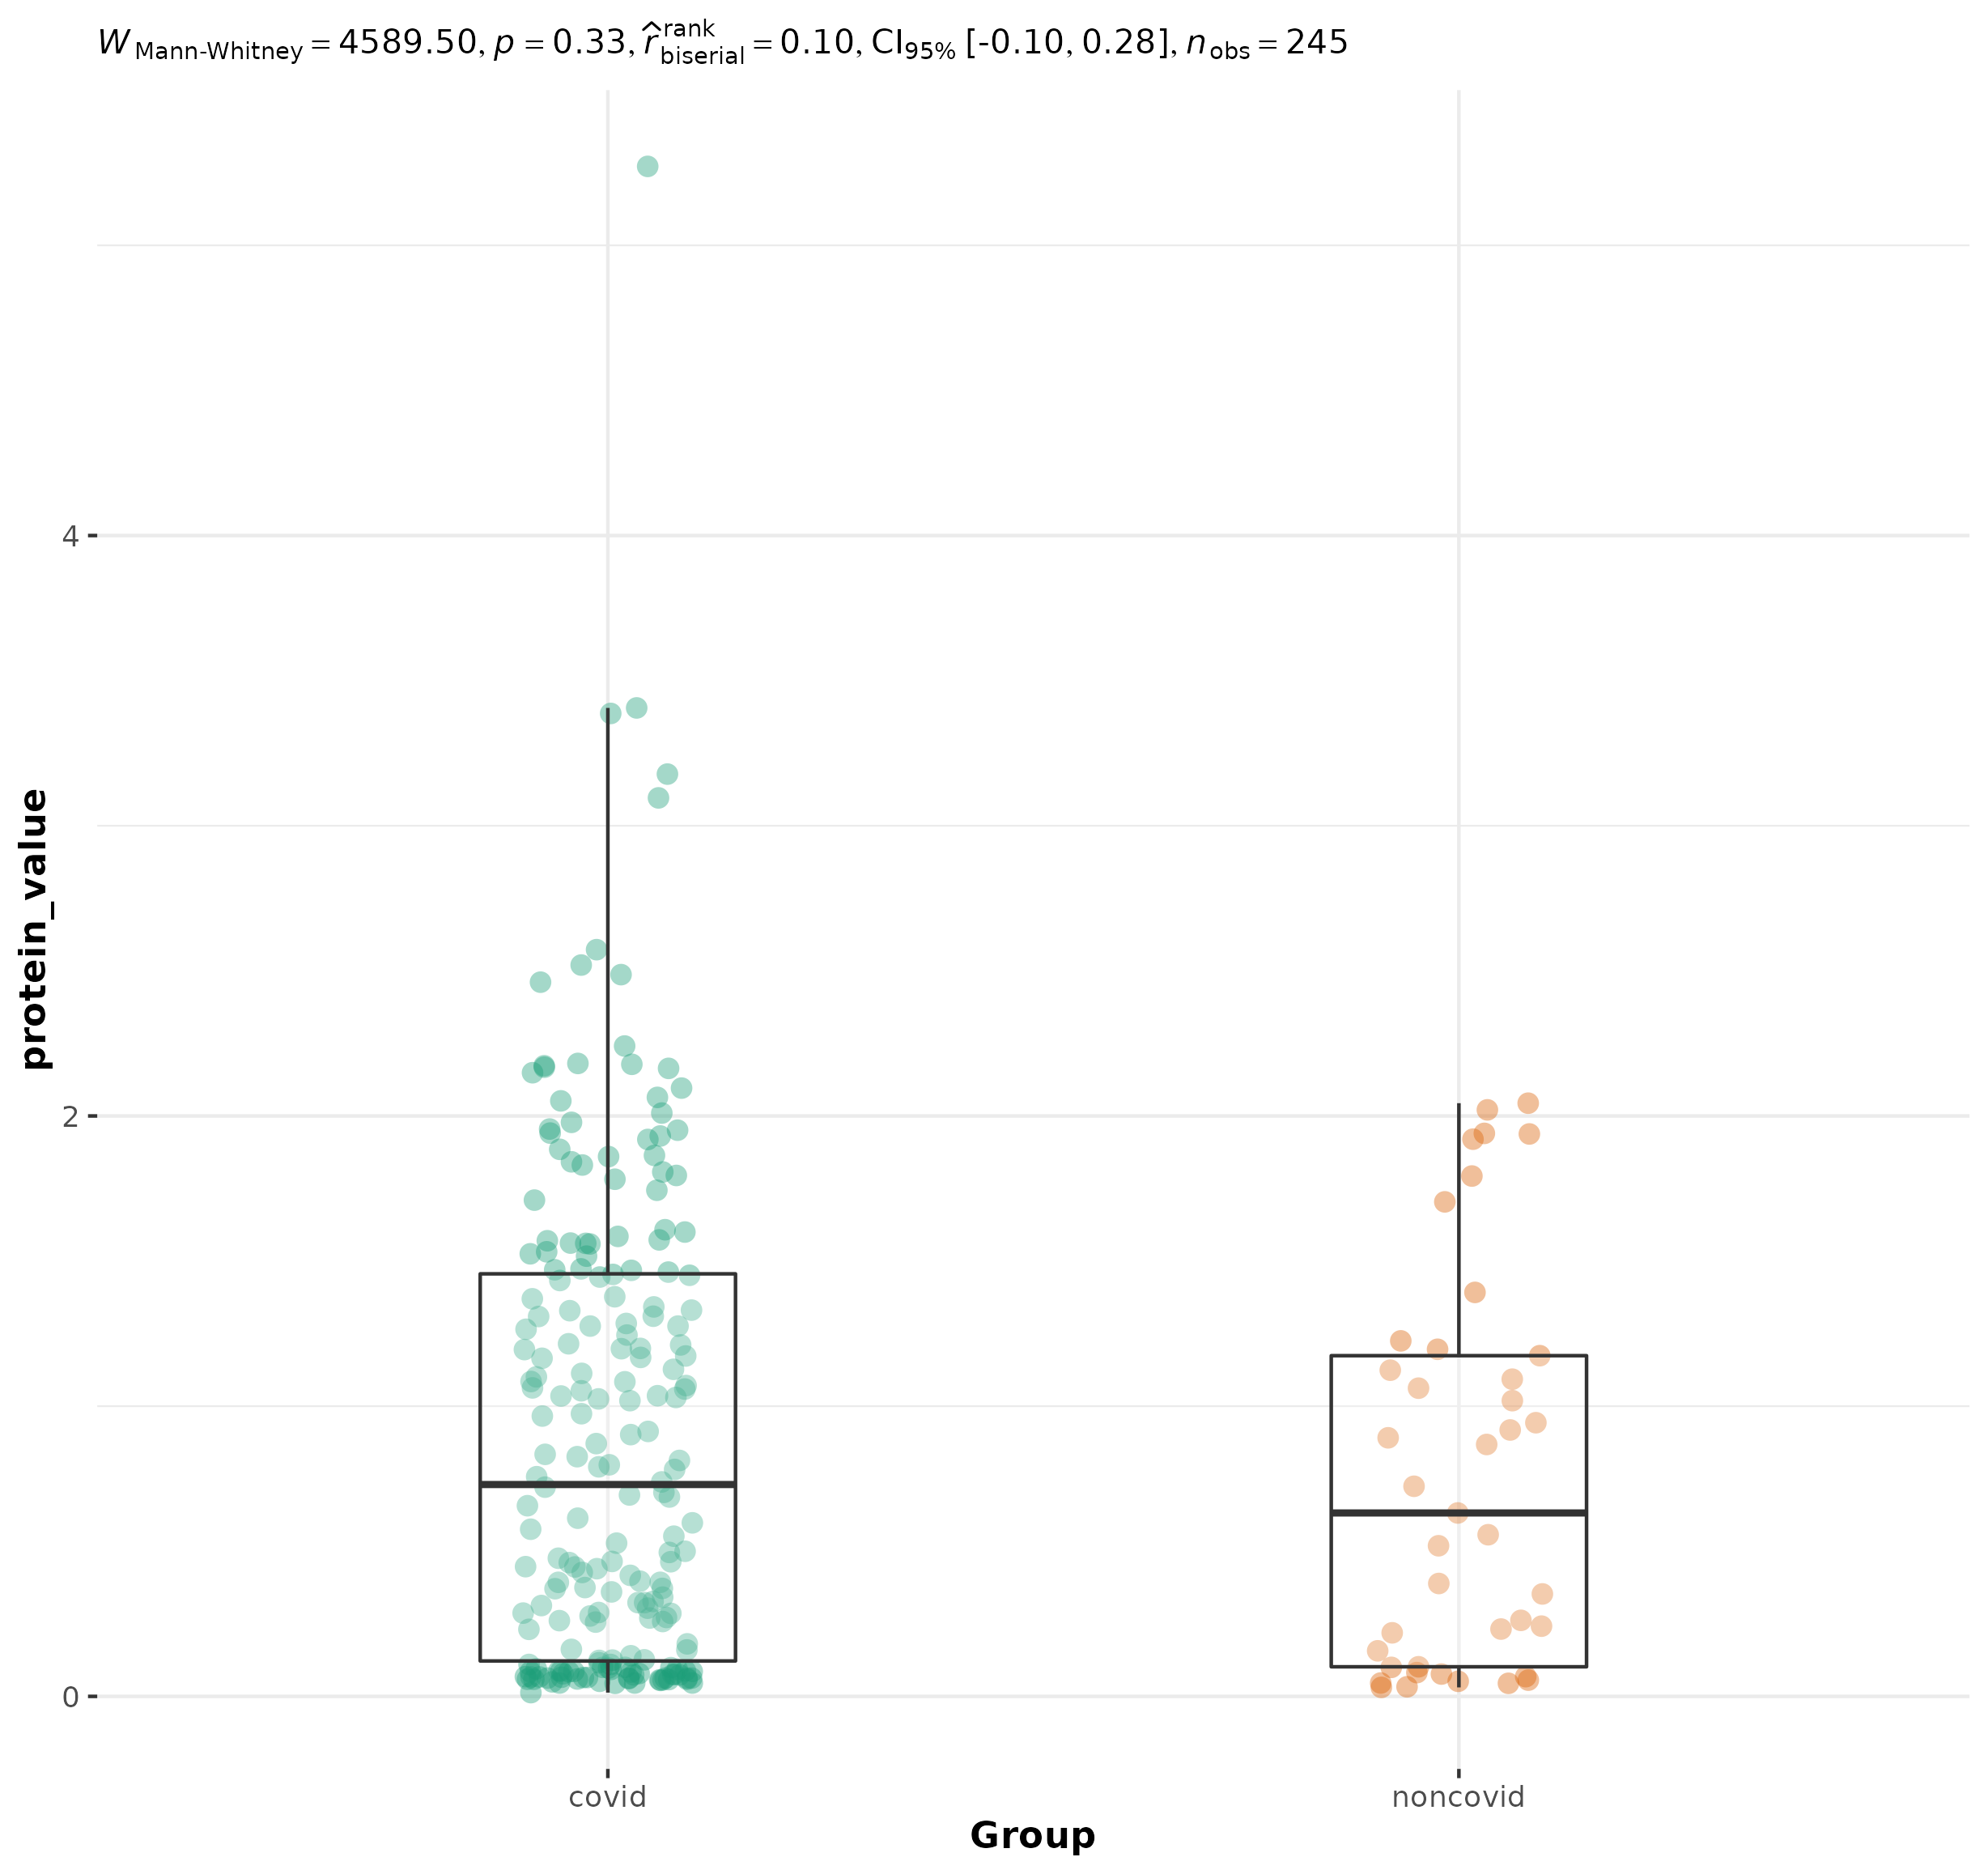 W Mann-Whitney = 4589.50, p = 0.33, r̂ rank biserial = 0.10, CI95% [-0.10, 0.28], nobs = 245
protein_value
4
2
0
covid
noncovid
Group